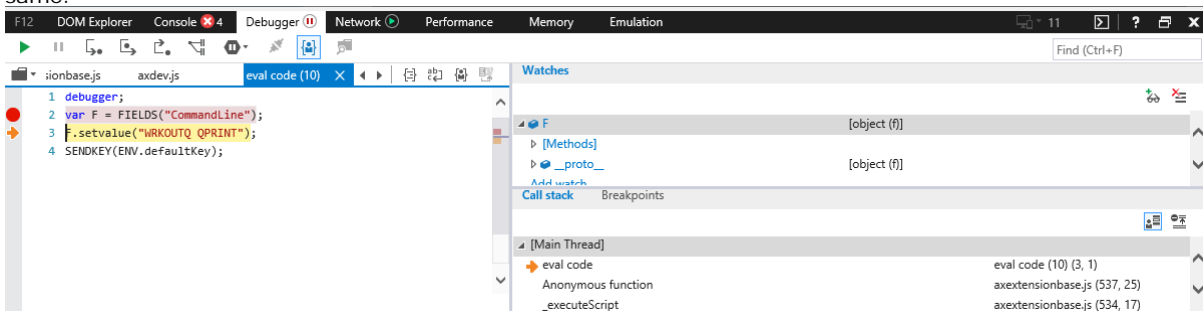 same.
F12 DOM Explorer Console 4 Debugger Network Performance Memory Emulation 11 ? X
Find (Ctrl+F)
sionbase.js axdev.js eval code (10) X
1 debugger;
2 var F = FIELDS("CommandLine");
3 F.setvalue("WRKOUTQ QPRINT");
4 SENDKEY(ENV.defaultKey);
Watches
F [object (f)]
[Methods]
__proto__ [object (f)]
Add watch
Call stack Breakpoints
[Main Thread]
eval code eval code (10) (3, 1)
Anonymous function axextensionbase.js (537, 25)
_executeScript axextensionbase.js (534, 17)